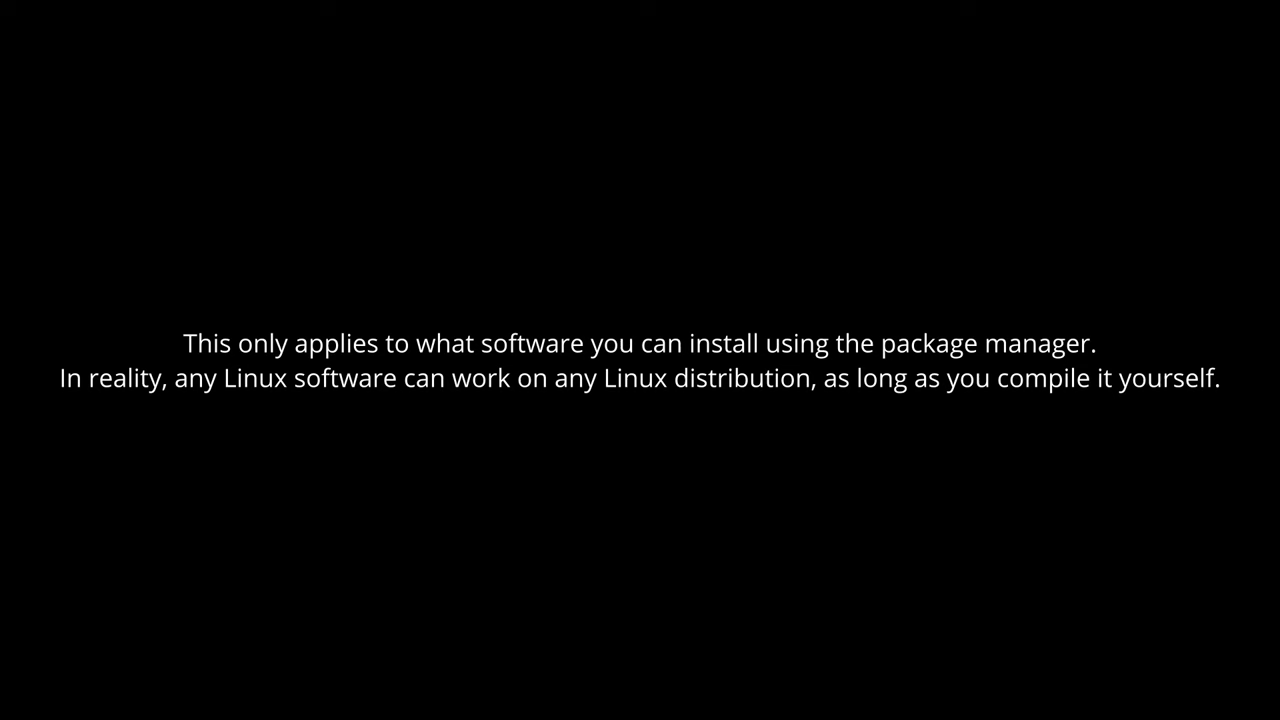 This only applies to what software you can install using the package manager.
In reality, any Linux software can work on any Linux distribution, as long as you compile it yourself.